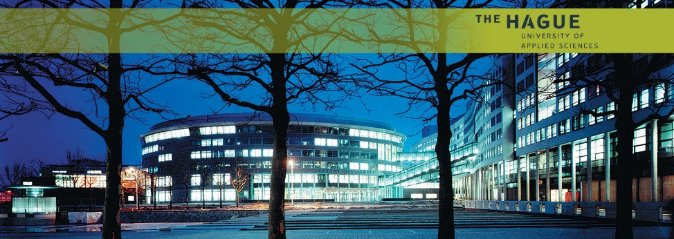 THE HAGUE
UNIVERSITY OF
APPLIED SCIENCES